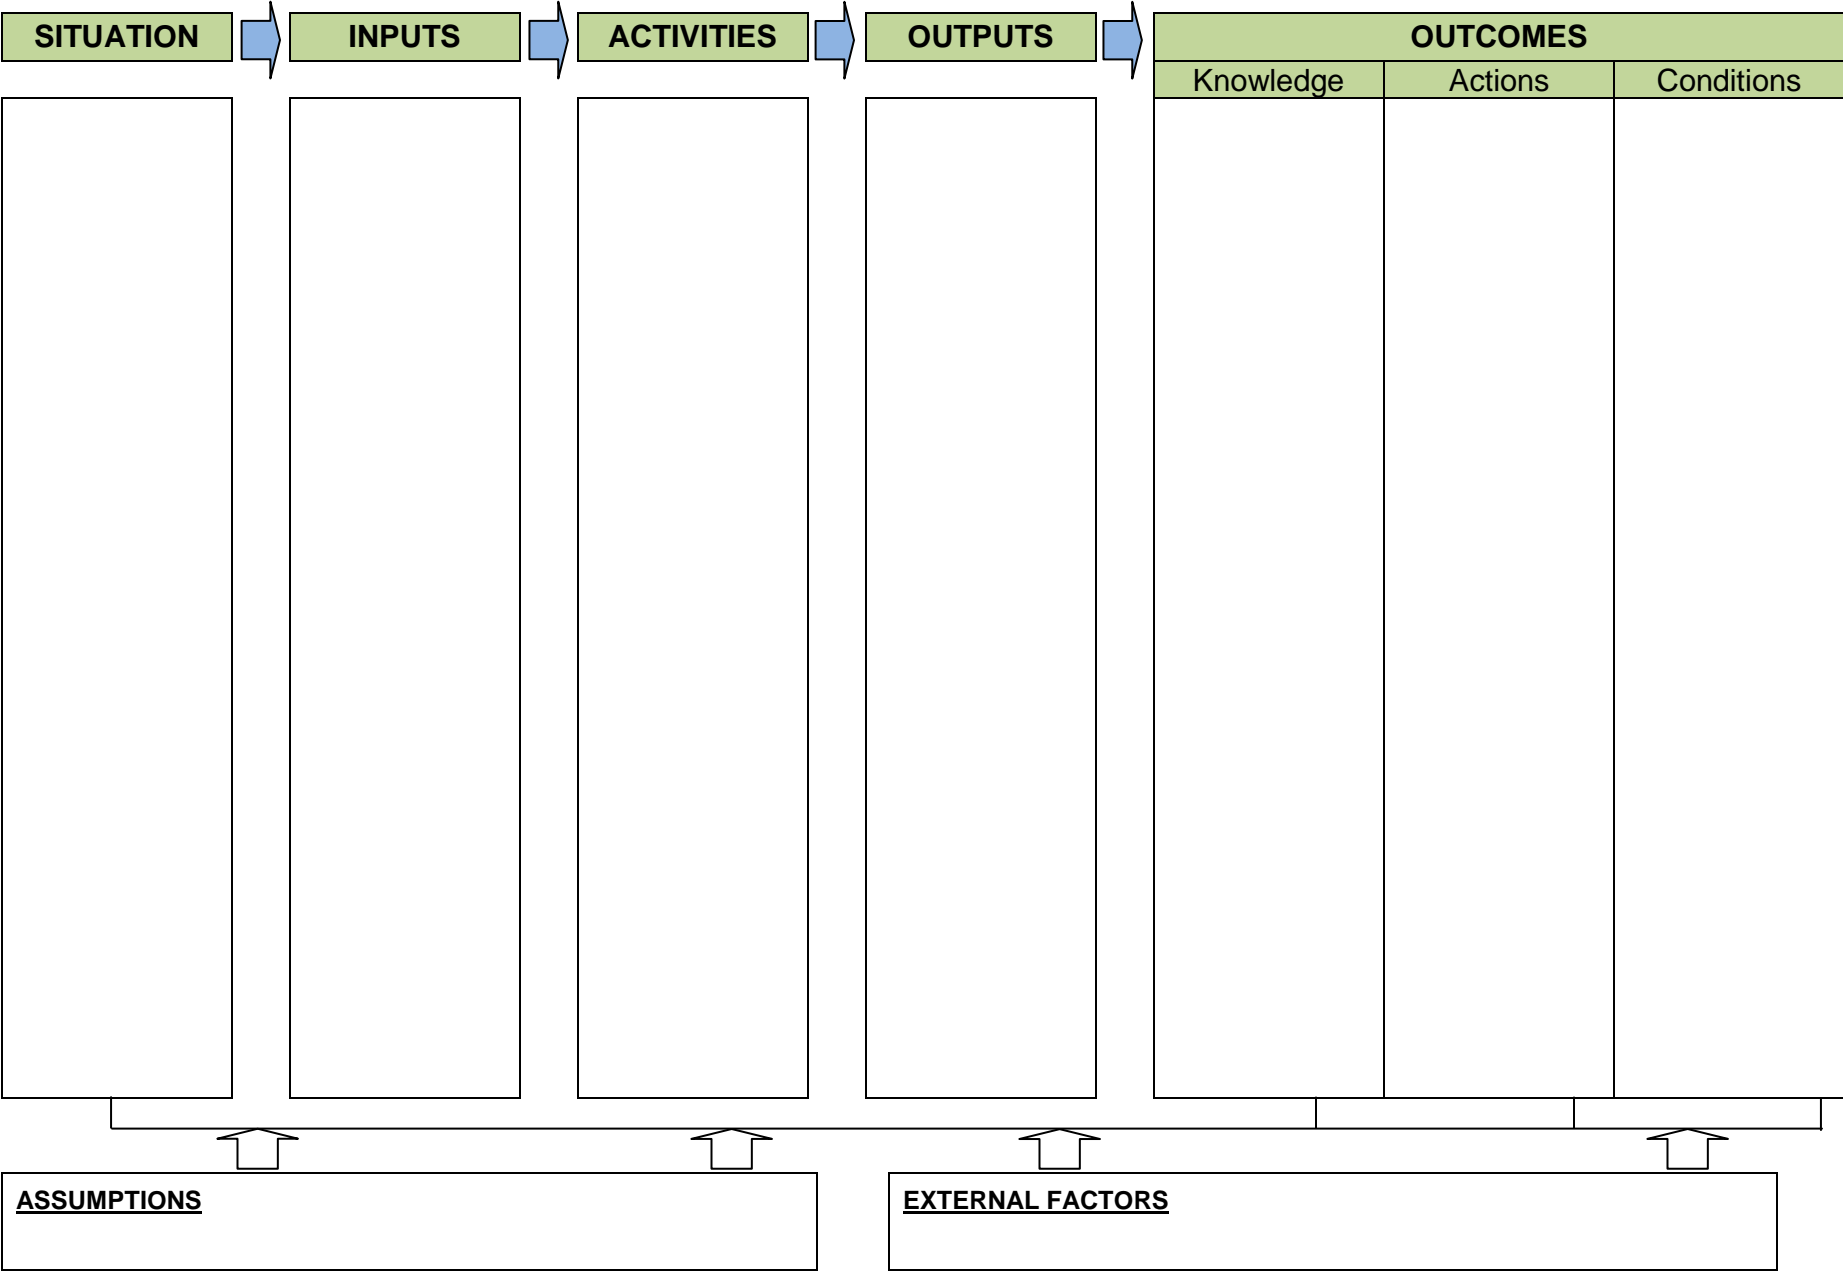 SITUATION
INPUTS
ACTIVITIES
OUTPUTS
OUTCOMES
Knowledge
Actions
Conditions
ASSUMPTIONS
EXTERNAL FACTORS